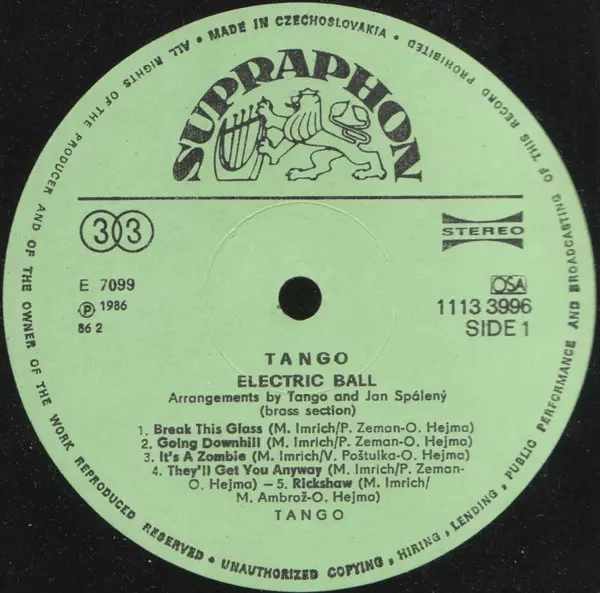 • MADE IN CZECHOSLOVAKIA •
ALL RIGHTS OF THE PRODUCER AND OF THE OWNER OF THE WORK REPRODUCED RESERVED • UNAUTHORIZED COPYING, HIRING, LENDING, PUBLIC PERFORMANCE AND BROADCASTING OF THIS RECORD PROHIBITED
SUPRAPHON
33
STEREO
E 7099
Ⓟ 1986
86 2
OSA
1113 3996
SIDE 1
TANGO
ELECTRIC BALL
Arrangements by Tango and Jan Spálený
(brass section)
1. Break This Glass (M. Imrich/P. Zeman-O. Hejma)
2. Going Downhill (M. Imrich/P. Zeman-O. Hejma)
3. It's A Zombie (M. Imrich/V. Poštulka-O. Hejma)
4. They'll Get You Anyway (M. Imrich/P. Zeman-
O. Hejma) — 5. Rickshaw (M. Imrich/
M. Ambrož-O. Hejma)
TANGO